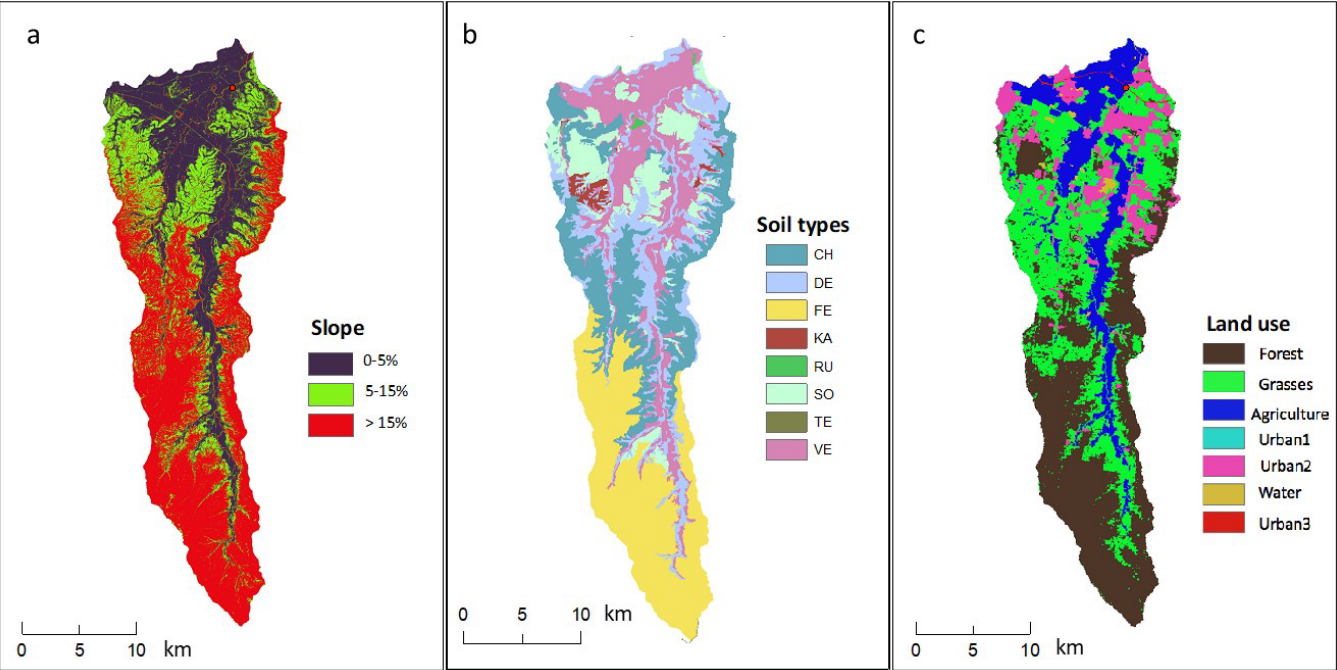 a
Slope
0-5%
5-15%
> 15%
0 5 10 km
b
Soil types
CH
DE
FE
KA
RU
SO
TE
VE
0 5 10 km
c
Land use
Forest
Grasses
Agriculture
Urban1
Urban2
Water
Urban3
0 5 10 km